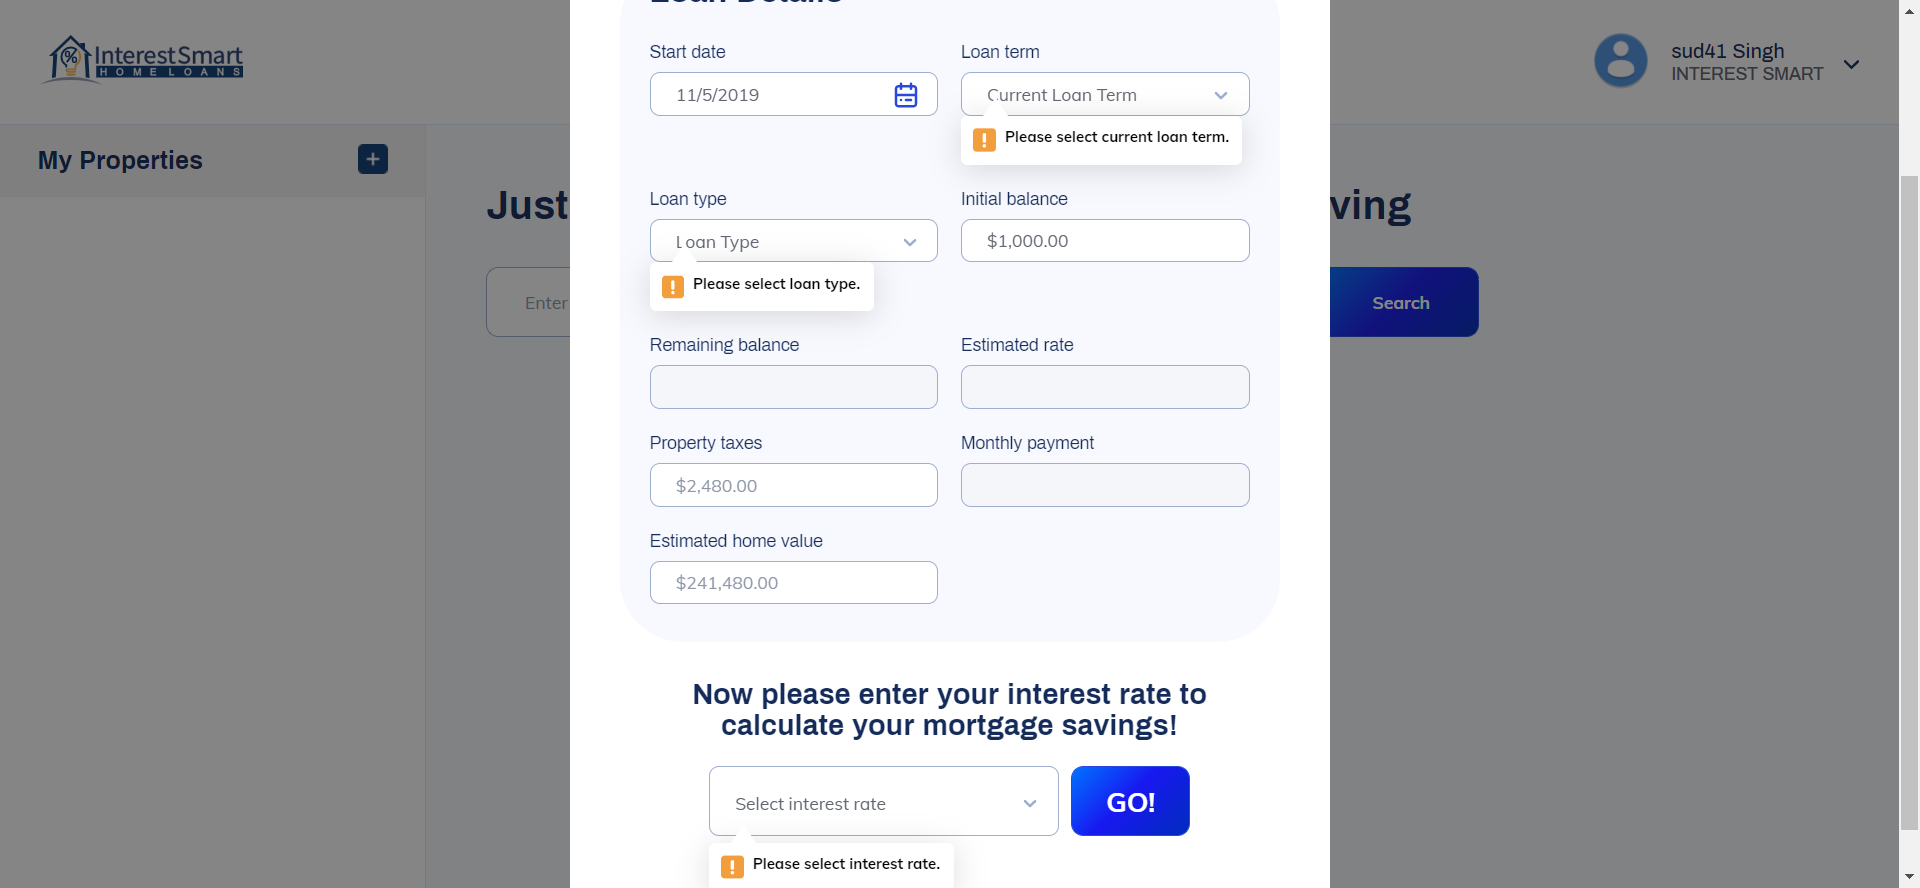 Loan Details
InterestSmart
HOME LOANS
sud41 Singh
INTEREST SMART
My Properties
Just
ving
Enter
Search
Start date
Loan term
11/5/2019
Current Loan Term
Please select current loan term.
Loan type
Initial balance
Loan Type
$1,000.00
Please select loan type.
Remaining balance
Estimated rate
Property taxes
Monthly payment
$2,480.00
Estimated home value
$241,480.00
Now please enter your interest rate to
calculate your mortgage savings!
Select interest rate
GO!
Please select interest rate.